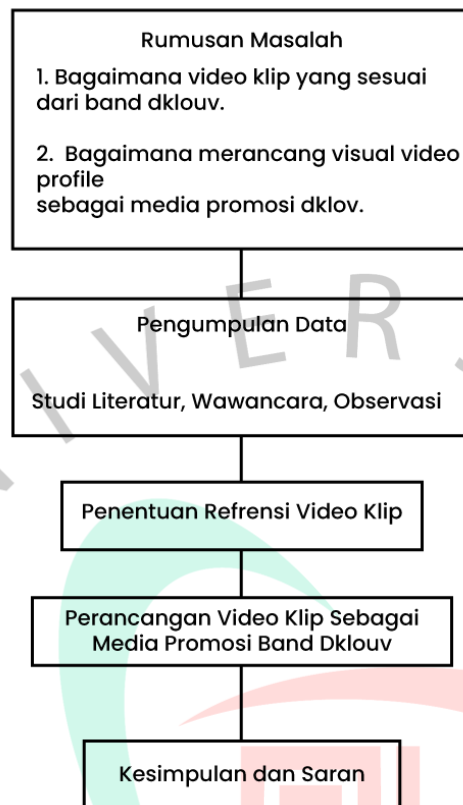 Rumusan Masalah
1. Bagaimana video klip yang sesuai
dari band dklouv.
2. Bagaimana merancang visual video
profile
sebagai media promosi dklov.
Pengumpulan Data
Studi Literatur, Wawancara, Observasi
Penentuan Refrensi Video Klip
Perancangan Video Klip Sebagai
Media Promosi Band Dklouv
Kesimpulan dan Saran
I V E R